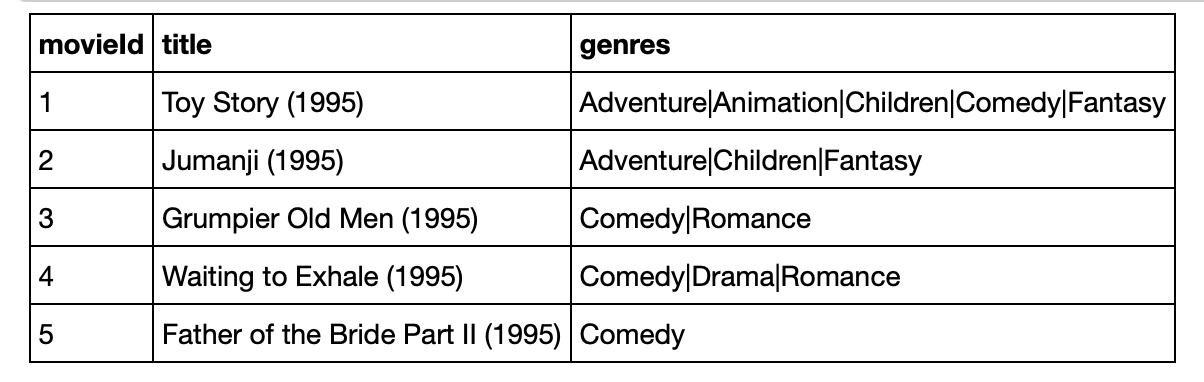 movieId title genres
1 Toy Story (1995) Adventure|Animation|Children|Comedy|Fantasy
2 Jumanji (1995) Adventure|Children|Fantasy
3 Grumpier Old Men (1995) Comedy|Romance
4 Waiting to Exhale (1995) Comedy|Drama|Romance
5 Father of the Bride Part II (1995) Comedy